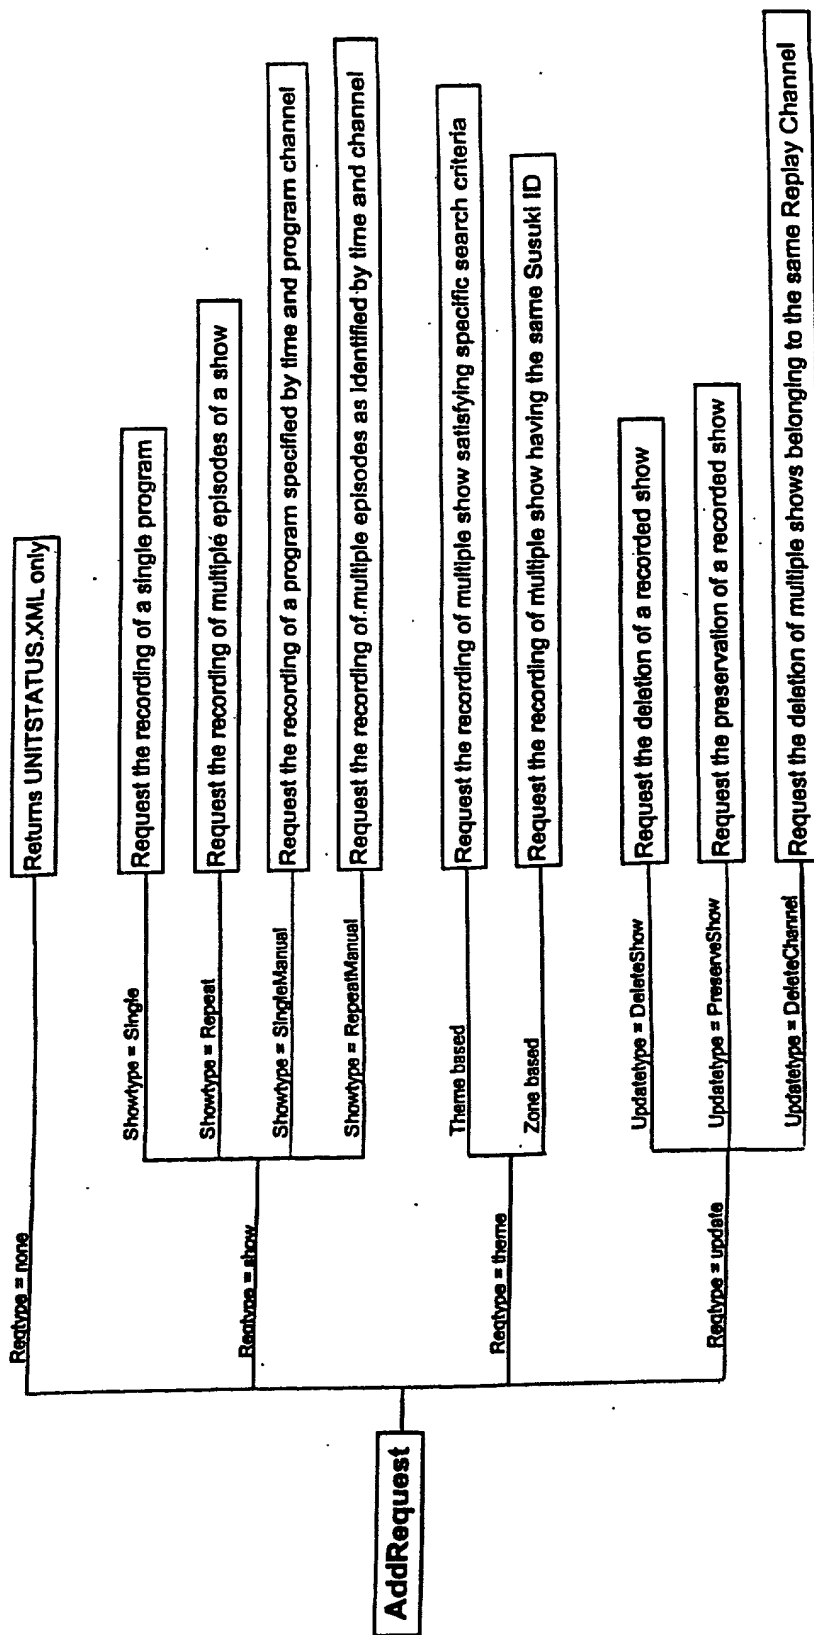 AddRequest
Reqtype = none
Returns UNITSTATUS.XML only
Reqtype = show
Showtype = Single
Request the recording of a single program
Showtype = Repeat
Request the recording of multiple episodes of a show
Showtype = SingleManual
Request the recording of a program specified by time and program channel
Showtype = RepeatManual
Request the recording of multiple episodes as identified by time and channel
Reqtype = theme
Theme based
Request the recording of multiple show satisfying specific search criteria
Zone based
Request the recording of multiple show having the same Susuki ID
Reqtype = update
Updatetype = DeleteShow
Request the deletion of a recorded show
Updatetype = PreserveShow
Request the preservation of a recorded show
Updatetype = DeleteChannel
Request the deletion of multiple shows belonging to the same Replay Channel